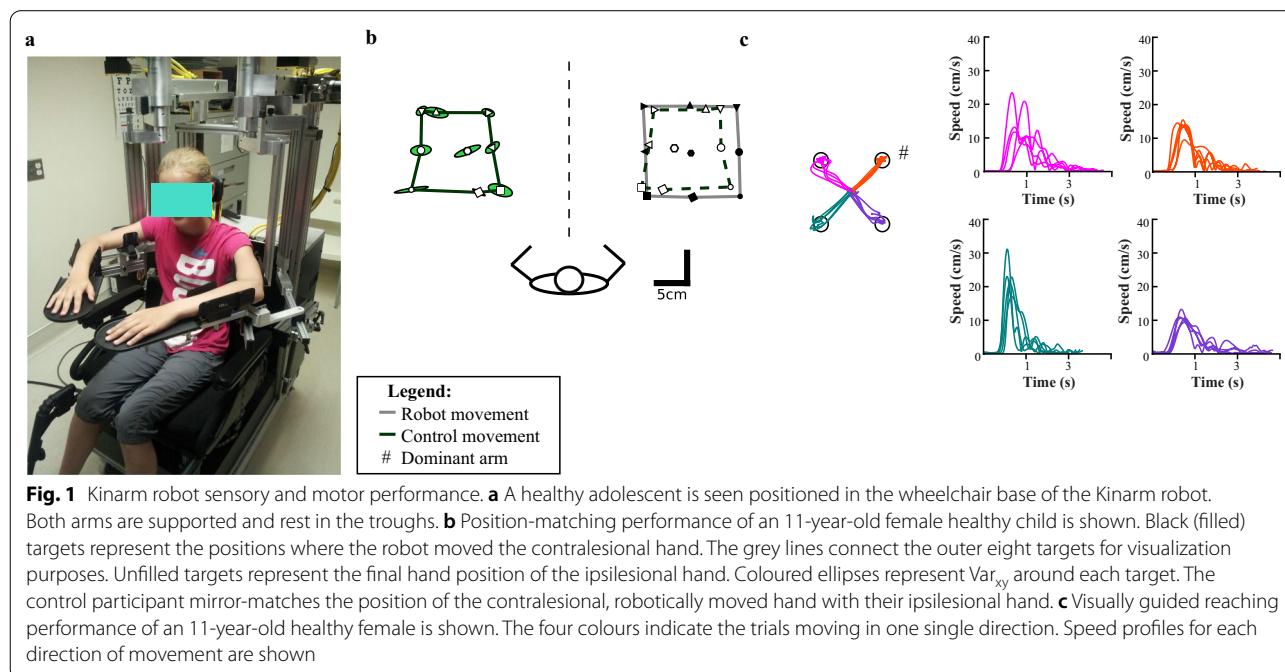 a
b
c
#
5cm
Speed (cm/s)
40
30
20
10
0
1
3
Time (s)
Speed (cm/s)
40
30
20
10
0
1
3
Time (s)
Speed (cm/s)
40
30
20
10
0
1
3
Time (s)
Speed (cm/s)
40
30
20
10
0
1
3
Time (s)
Legend:
Robot movement
Control movement
# Dominant arm
Fig. 1 Kinarm robot sensory and motor performance. a A healthy adolescent is seen positioned in the wheelchair base of the Kinarm robot.
Both arms are supported and rest in the troughs. b Position-matching performance of an 11-year-old female healthy child is shown. Black (filled)
targets represent the positions where the robot moved the contralesional hand. The grey lines connect the outer eight targets for visualization
purposes. Unfilled targets represent the final hand position of the ipsilesional hand. Coloured ellipses represent Varxy around each target. The
control participant mirror-matches the position of the contralesional, robotically moved hand with their ipsilesional hand. c Visually guided reaching
performance of an 11-year-old healthy female is shown. The four colours indicate the trials moving in one single direction. Speed profiles for each
direction of movement are shown